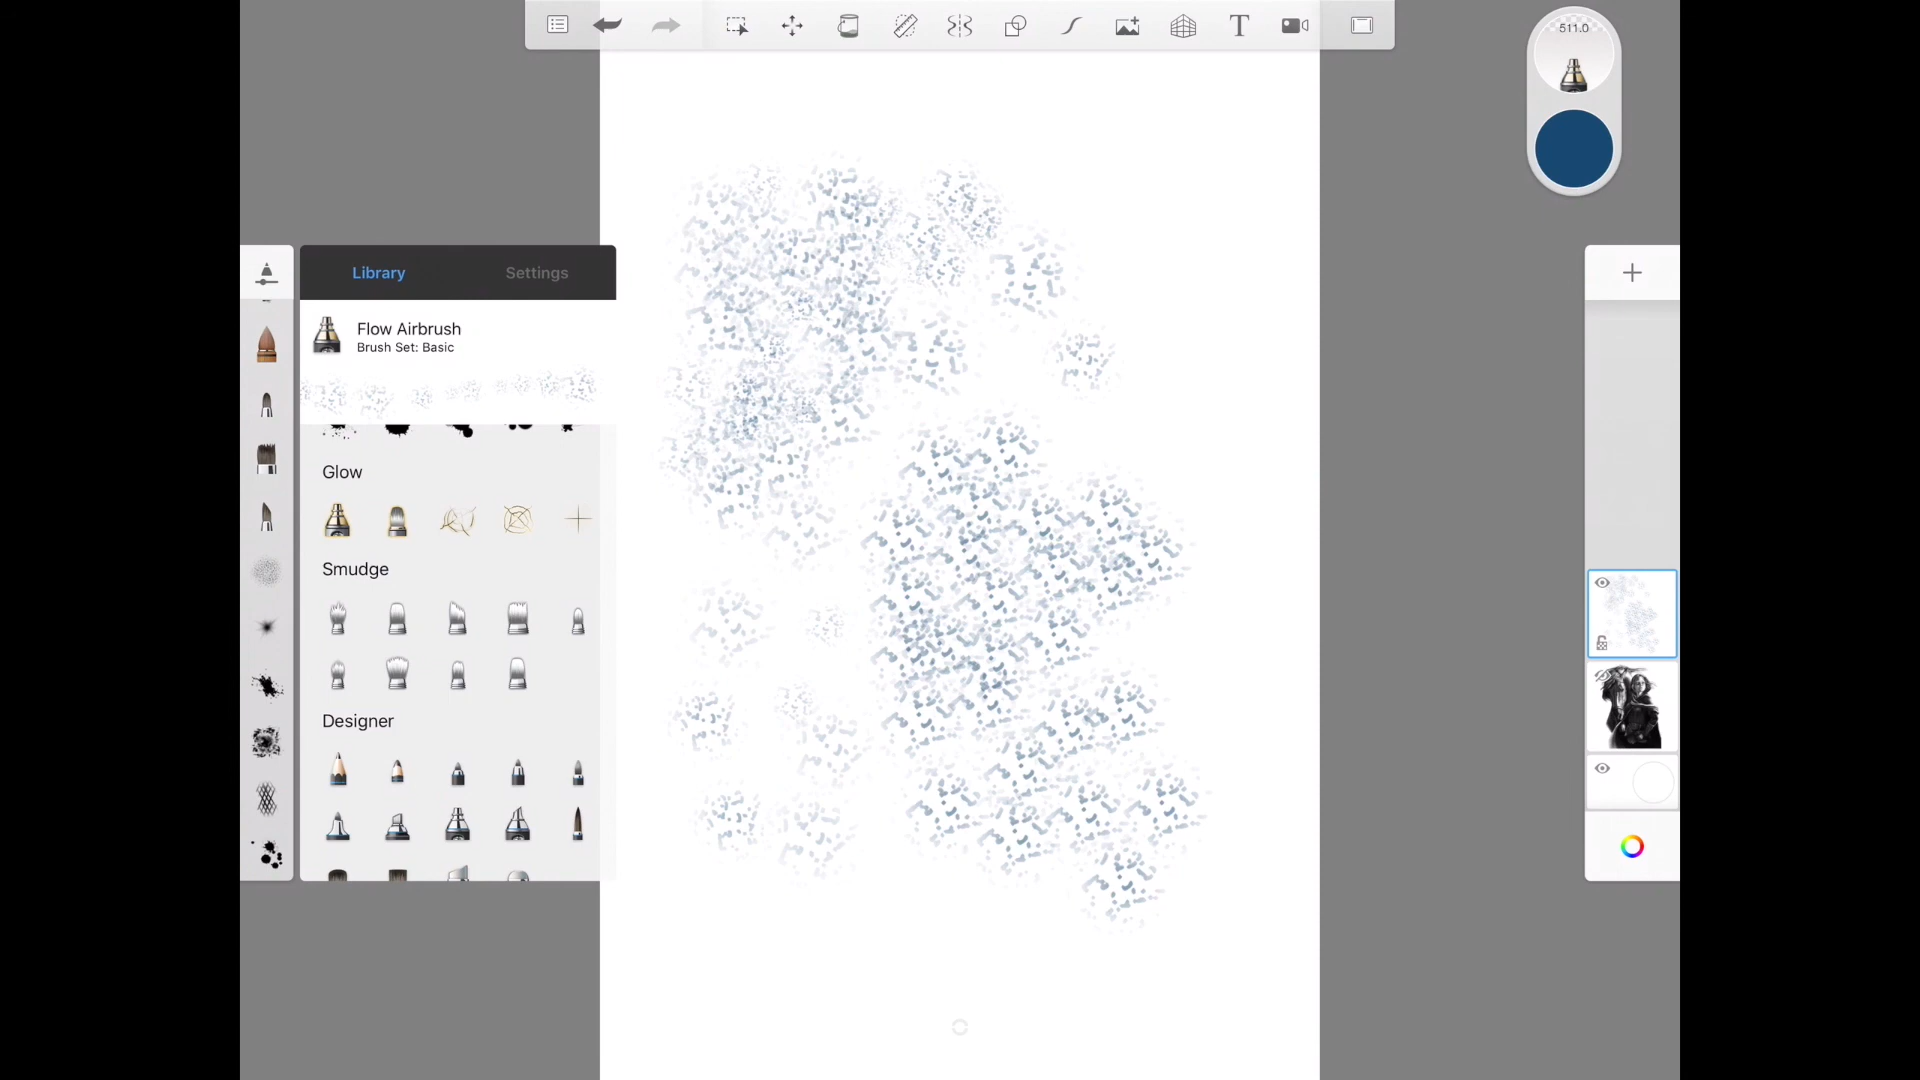 511.0
T
Library
Settings
Flow Airbrush
Brush Set: Basic
Glow
Smudge
Designer